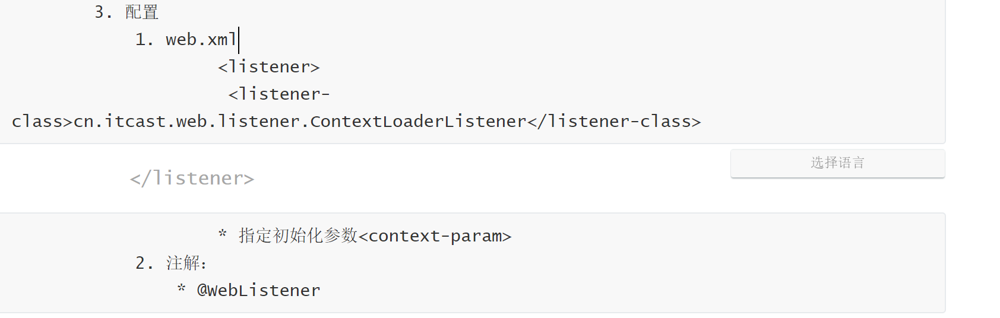 3. 配置
1. web.xml
<listener>
<listener-
class>cn.itcast.web.listener.ContextLoaderListener</listener-class>
选择语言
</listener>
* 指定初始化参数<context-param>
2. 注解：
* @WebListener